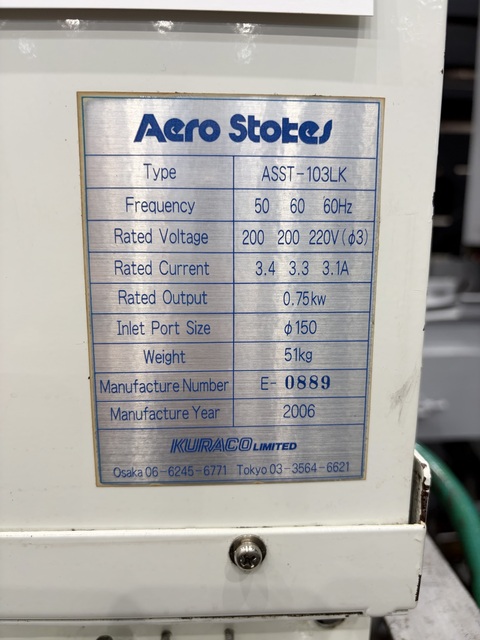 Aero Stokes
Type ASST-103LK
Frequency 50 60 60Hz
Rated Voltage 200 200 220V(φ3)
Rated Current 3.4 3.3 3.1A
Rated Output 0.75kw
Inlet Port Size φ150
Weight 51kg
Manufacture Number E-0889
Manufacture Year 2006
KURACO LIMITED
Osaka 06-6245-6771 Tokyo 03-3564-6621